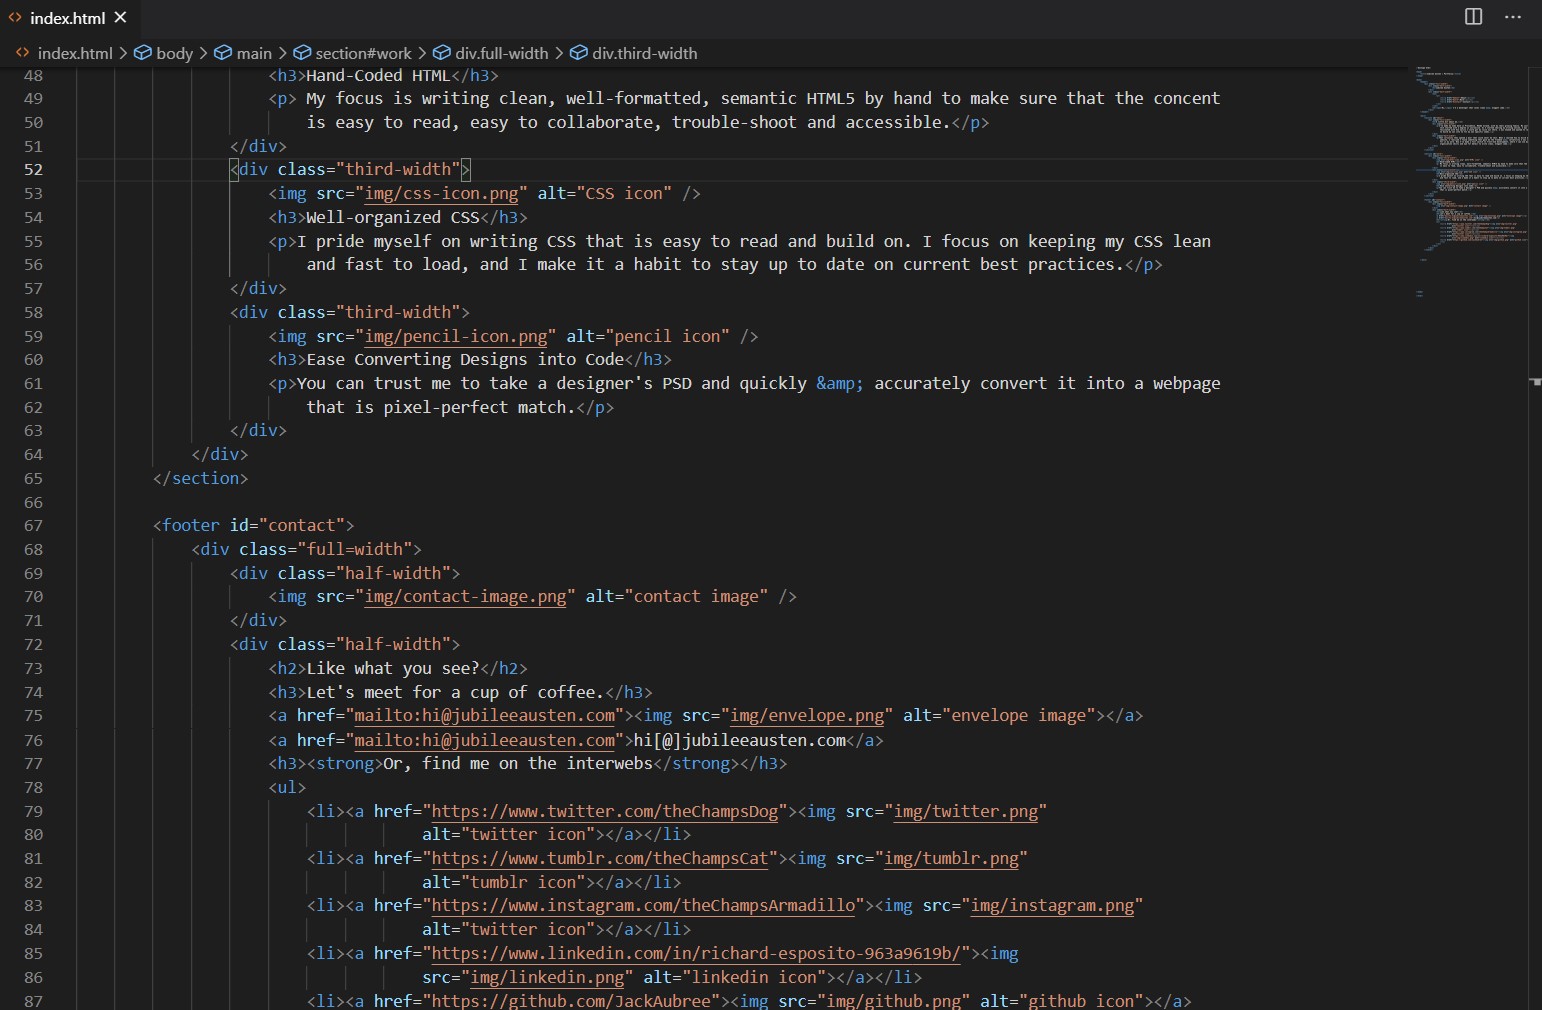 index.html
index.html > body > main > section#work > div.full-width > div.third-width
48 <h3>Hand-Coded HTML</h3>
49 <p> My focus is writing clean, well-formatted, semantic HTML5 by hand to make sure that the concent
50 is easy to read, easy to collaborate, trouble-shoot and accessible.</p>
51 </div>
52 <div class="third-width">
53 <img src="img/css-icon.png" alt="CSS icon" />
54 <h3>Well-organized CSS</h3>
55 <p>I pride myself on writing CSS that is easy to read and build on. I focus on keeping my CSS lean
56 and fast to load, and I make it a habit to stay up to date on current best practices.</p>
57 </div>
58 <div class="third-width">
59 <img src="img/pencil-icon.png" alt="pencil icon" />
60 <h3>Ease Converting Designs into Code</h3>
61 <p>You can trust me to take a designer's PSD and quickly &amp; accurately convert it into a webpage
62 that is pixel-perfect match.</p>
63 </div>
64 </div>
65 </section>
66
67 <footer id="contact">
68 <div class="full=width">
69 <div class="half-width">
70 <img src="img/contact-image.png" alt="contact image" />
71 </div>
72 <div class="half-width">
73 <h2>Like what you see?</h2>
74 <h3>Let's meet for a cup of coffee.</h3>
75 <a href="mailto:hi@jubileeausten.com"><img src="img/envelope.png" alt="envelope image"></a>
76 <a href="mailto:hi@jubileeausten.com">hi[@]jubileeausten.com</a>
77 <h3><strong>Or, find me on the interwebs</strong></h3>
78 <ul>
79 <li><a href="https://www.twitter.com/theChampsDog"><img src="img/twitter.png"
80 alt="twitter icon"></a></li>
81 <li><a href="https://www.tumblr.com/theChampsCat"><img src="img/tumblr.png"
82 alt="tumblr icon"></a></li>
83 <li><a href="https://www.instagram.com/theChampsArmadillo"><img src="img/instagram.png"
84 alt="twitter icon"></a></li>
85 <li><a href="https://www.linkedin.com/in/richard-esposito-963a9619b/"><img
86 src="img/linkedin.png" alt="linkedin icon"></a></li>
87 <li><a href="https://github.com/JackAubree"><img src="img/github.png" alt="github icon"></a>